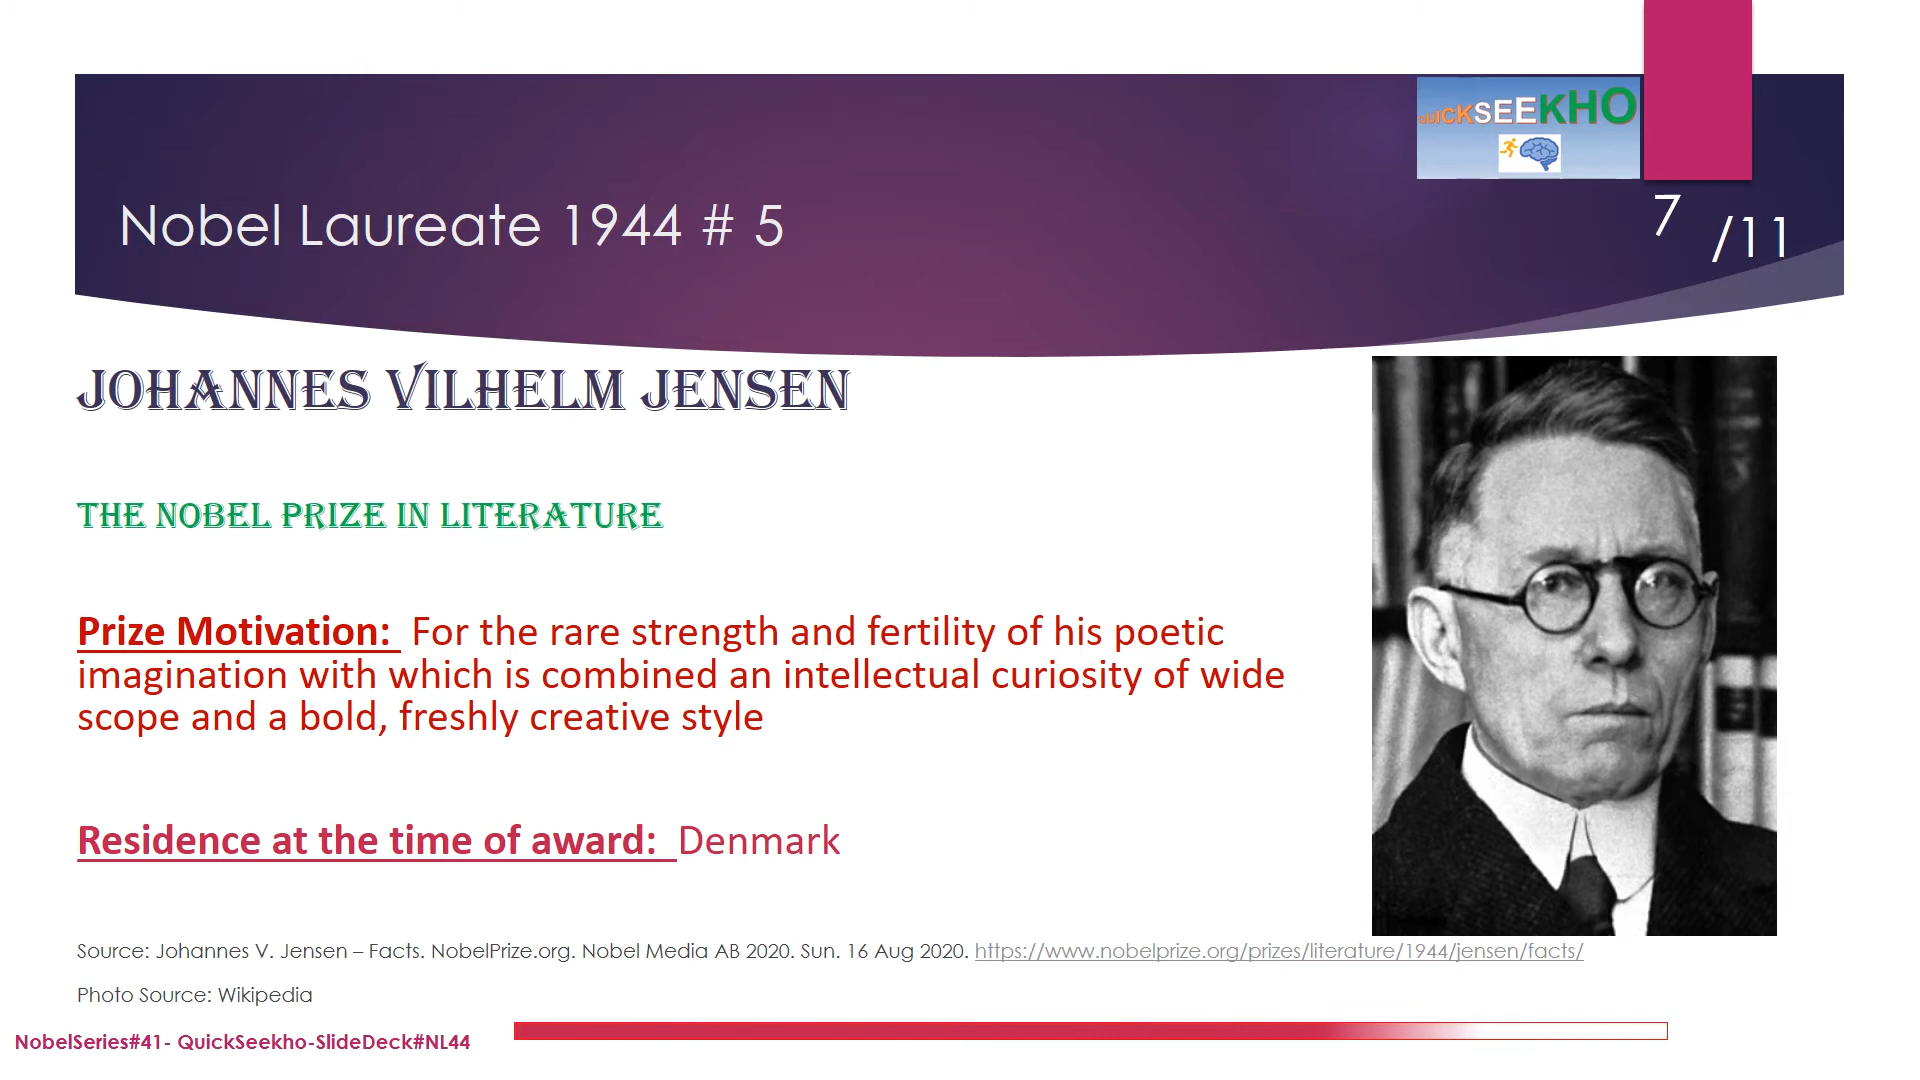 QUICKSEEKHO
Nobel Laureate 1944 # 5
7 /11
JOHANNES VILHELM JENSEN
THE NOBEL PRIZE IN LITERATURE
Prize Motivation: For the rare strength and fertility of his poetic
imagination with which is combined an intellectual curiosity of wide
scope and a bold, freshly creative style
Residence at the time of award: Denmark
Source: Johannes V. Jensen – Facts. NobelPrize.org. Nobel Media AB 2020. Sun. 16 Aug 2020. https://www.nobelprize.org/prizes/literature/1944/jensen/facts/
Photo Source: Wikipedia
NobelSeries#41- QuickSeekho-SlideDeck#NL44